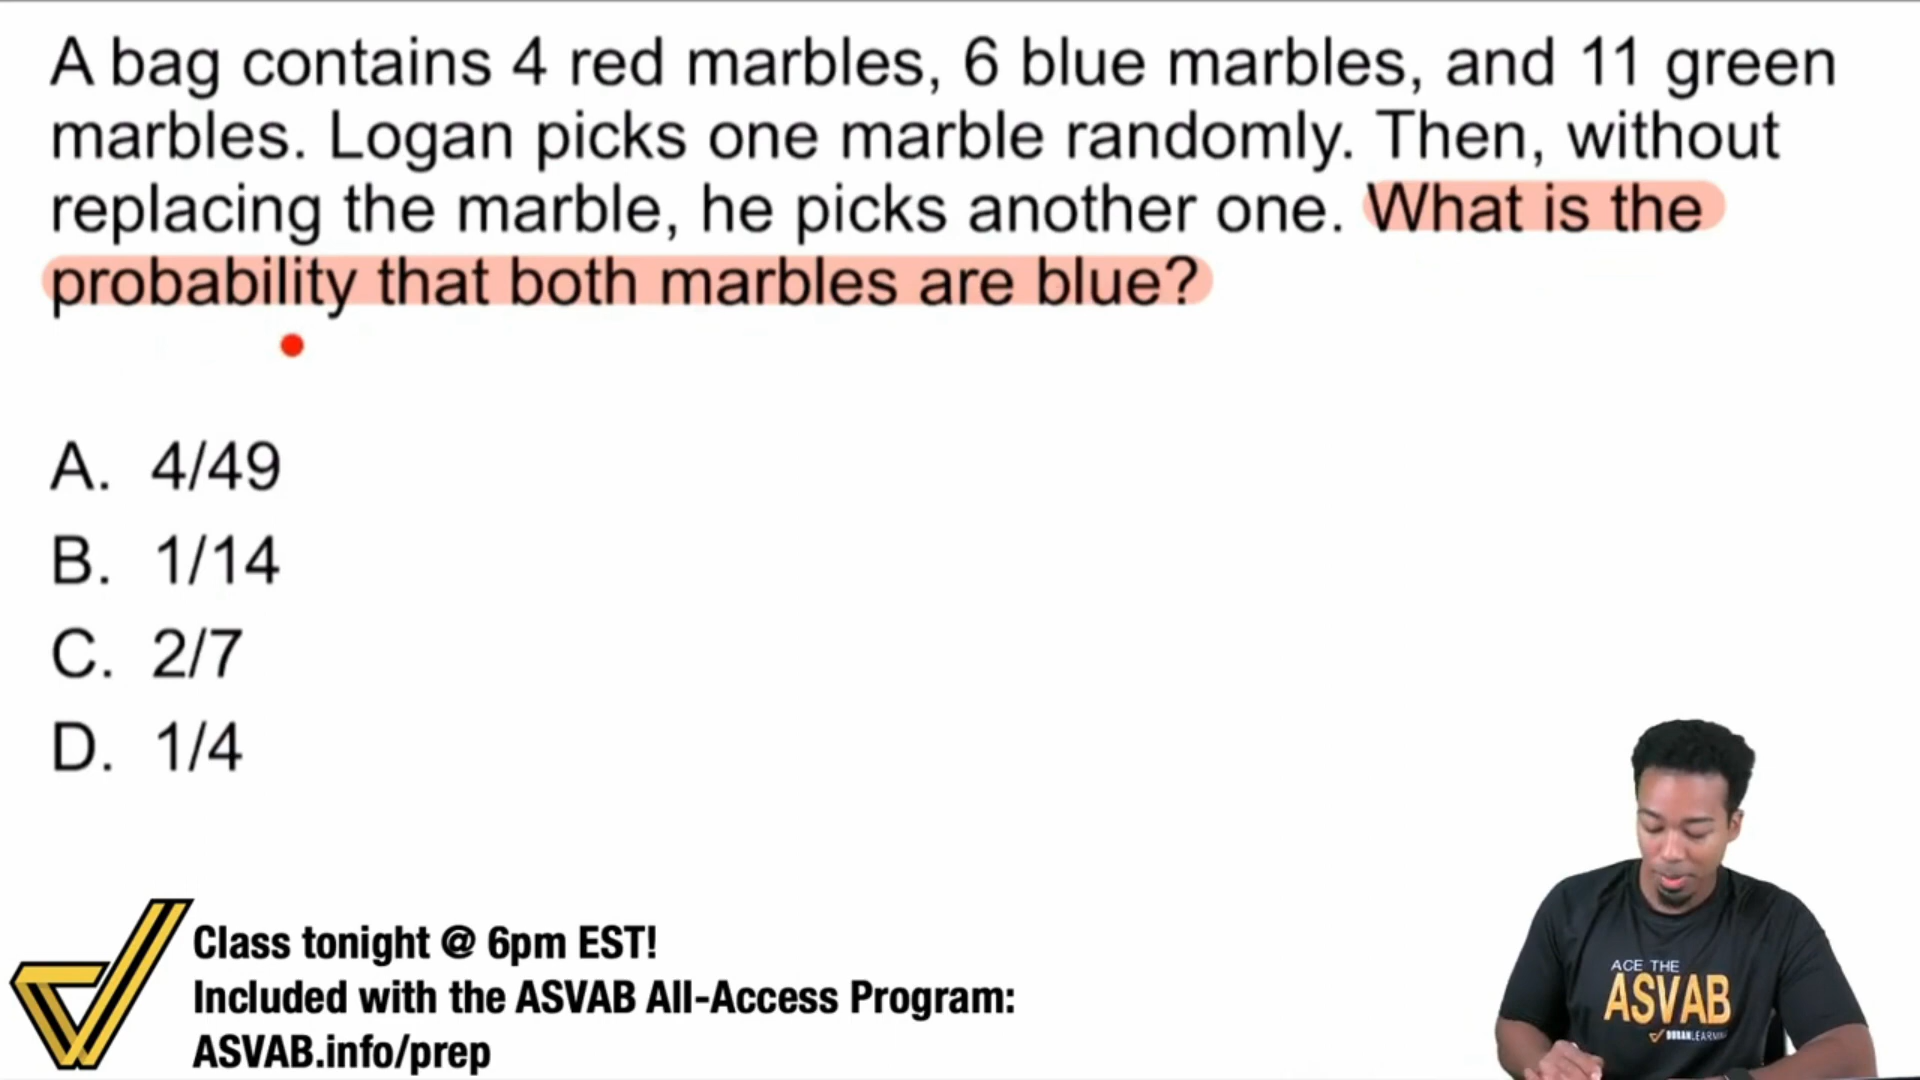 A bag contains 4 red marbles, 6 blue marbles, and 11 green
marbles. Logan picks one marble randomly. Then, without
replacing the marble, he picks another one. What is the
probability that both marbles are blue?
A. 4/49
B. 1/14
C. 2/7
D. 1/4
Class tonight @ 6pm EST!
Included with the ASVAB All-Access Program:
ASVAB.info/prep
ACE THE
ASVAB